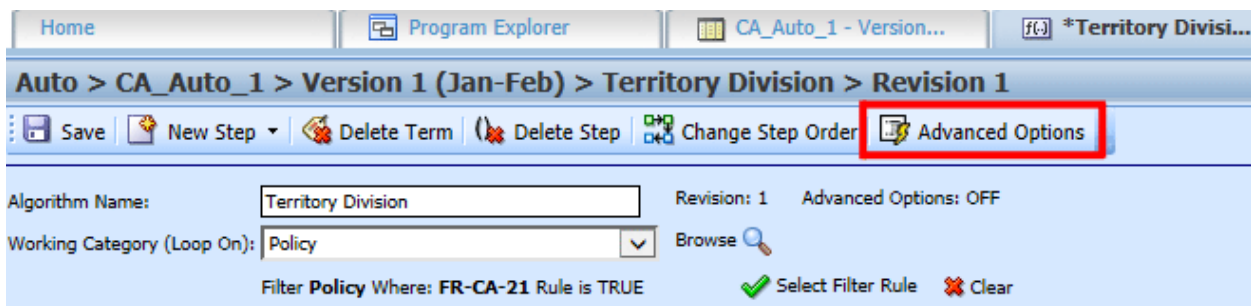 Home Program Explorer CA_Auto_1 - Version... f(.) *Territory Divisi...
Auto > CA_Auto_1 > Version 1 (Jan-Feb) > Territory Division > Revision 1
Save New Step Delete Term Delete Step Change Step Order Advanced Options
Algorithm Name: Territory Division Revision: 1 Advanced Options: OFF
Working Category (Loop On): Policy Browse
Filter Policy Where: FR-CA-21 Rule is TRUE Select Filter Rule Clear